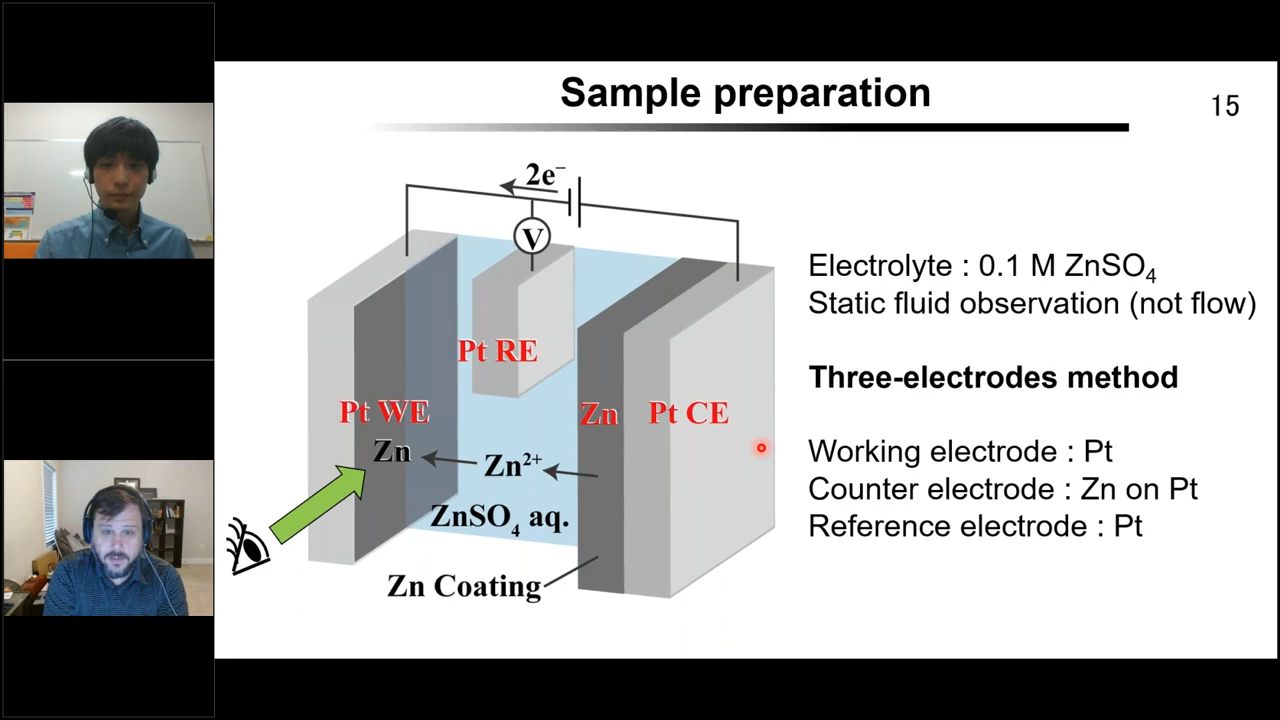 Sample preparation
15
2e⁻
V
Pt RE
Pt WE
Zn
Pt CE
Zn
Zn²⁺
ZnSO₄ aq.
Zn Coating
Electrolyte : 0.1 M ZnSO₄
Static fluid observation (not flow)
Three-electrodes method
Working electrode : Pt
Counter electrode : Zn on Pt
Reference electrode : Pt